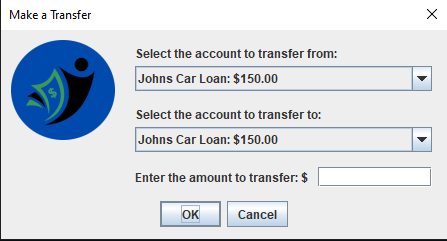 Make a Transfer
Select the account to transfer from:
Johns Car Loan: $150.00
Select the account to transfer to:
Johns Car Loan: $150.00
Enter the amount to transfer: $
OK Cancel